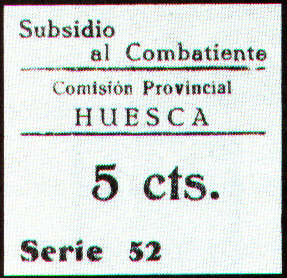 Subsidio
al Combatiente
Comisión Provincial
HUESCA
5 cts.
Serie 52